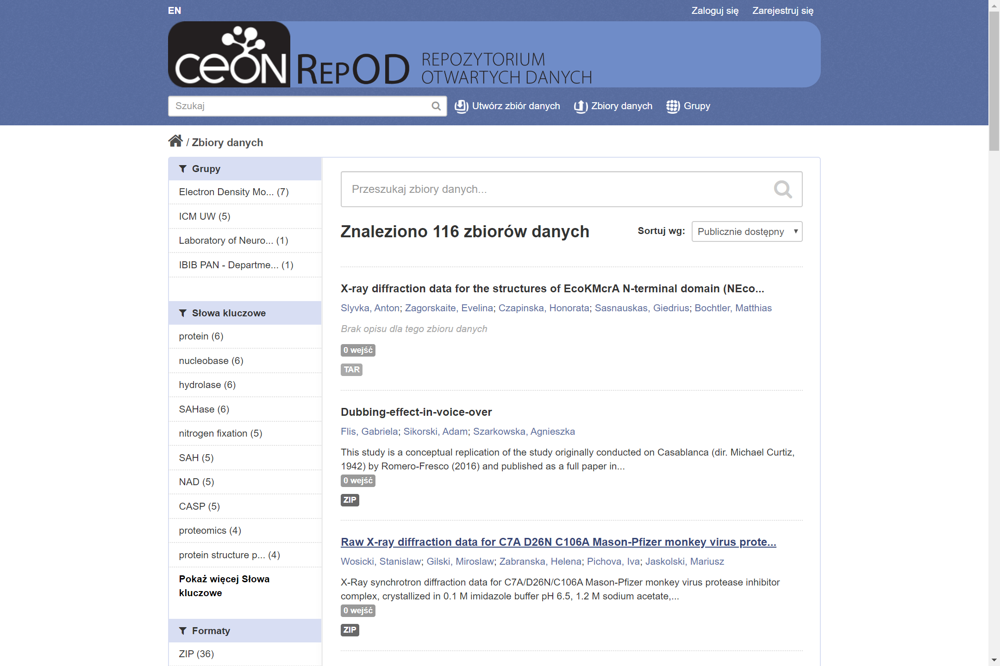 EN
Zaloguj się Zarejestruj się
ceon RepOD REPOZYTORIUM
OTWARTYCH DANYCH
Szukaj Utwórz zbiór danych Zbiory danych Grupy
/ Zbiory danych
Grupy
Electron Density Mo... (7)
ICM UW (5)
Laboratory of Neuro... (1)
IBIB PAN - Departme... (1)
Słowa kluczowe
protein (6)
nucleobase (6)
hydrolase (6)
SAHase (6)
nitrogen fixation (5)
SAH (5)
NAD (5)
CASP (5)
proteomics (4)
protein structure p... (4)
Pokaż więcej Słowa
kluczowe
Formaty
ZIP (36)
Przeszukaj zbiory danych...
Znaleziono 116 zbiorów danych
Sortuj wg: Publicznie dostępny
X-ray diffraction data for the structures of EcoKMcrA N-terminal domain (NEco...
Slyvka, Anton; Zagorskaite, Evelina; Czapinska, Honorata; Sasnauskas, Giedrius; Bochtler, Matthias
Brak opisu dla tego zbioru danych
0 wejść
TAR
Dubbing-effect-in-voice-over
Flis, Gabriela; Sikorski, Adam; Szarkowska, Agnieszka
This study is a conceptual replication of the study originally conducted on Casablanca (dir. Michael Curtiz,
1942) by Romero-Fresco (2016) and published as a full paper in...
0 wejść
ZIP
Raw X-ray diffraction data for C7A D26N C106A Mason-Pfizer monkey virus prote...
Wosicki, Stanislaw; Gilski, Miroslaw; Zabranska, Helena; Pichova, Iva; Jaskolski, Mariusz
X-Ray synchrotron diffraction data for C7A/D26N/C106A Mason-Pfizer monkey virus protease inhibitor
complex, crystallized in 0.1 M imidazole buffer pH 6.5, 1.2 M sodium acetate,...
0 wejść
ZIP